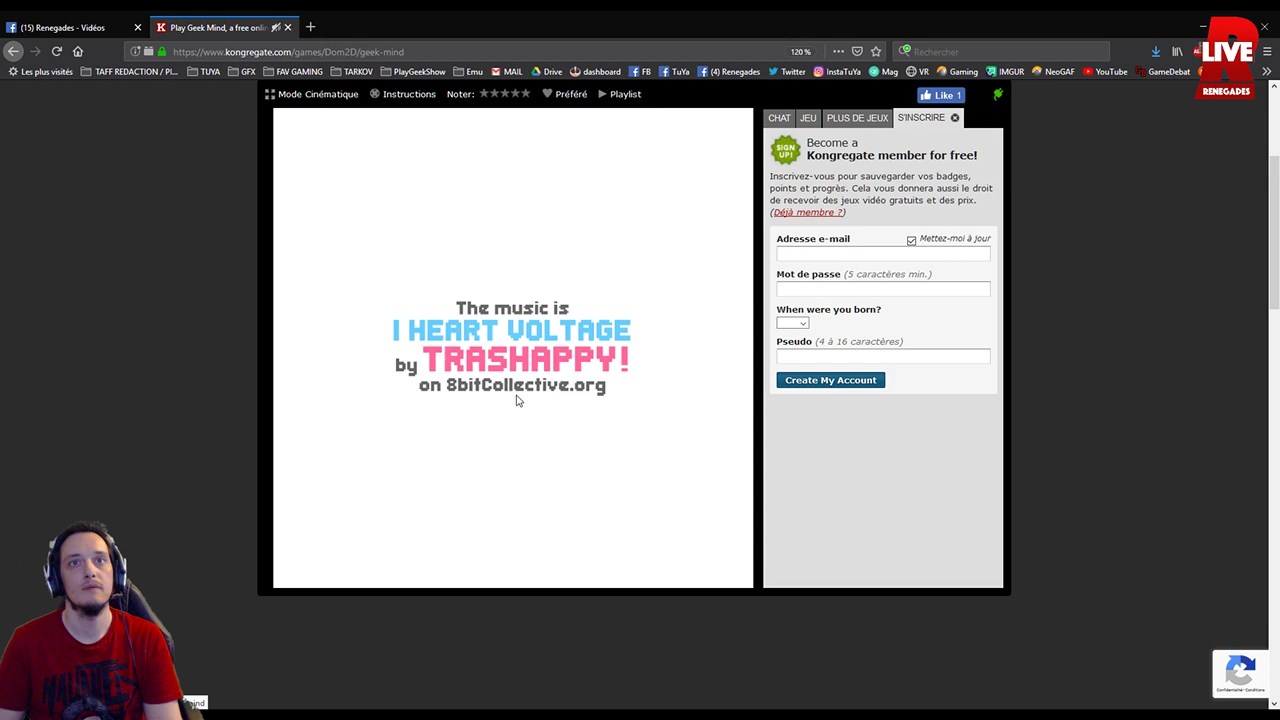 (15) Renegades - Vidéos
Play Geek Mind, a free onlin
https://www.kongregate.com/games/Dom2D/geek-mind
120 %
Rechercher
Les plus visités
TAFF REDACTION / PI...
TUYA
GFX
FAV GAMING
TARKOV
PlayGeekShow
Emu
MAIL
Drive
dashboard
FB
TuYa
(4) Renegades
Twitter
InstaTuYa
Mag
VR
Gaming
IMGUR
NeoGAF
YouTube
GameDebat
R
LIVE
RENEGADES
Mode Cinématique
Instructions
Noter:
Préféré
Playlist
Like 1
CHAT
JEU
PLUS DE JEUX
S'INSCRIRE
SIGN UP!
Become a
Kongregate member for free!
Inscrivez-vous pour sauvegarder vos badges,
points et progrès. Cela vous donnera aussi le droit
de recevoir des jeux vidéo gratuits et des prix.
(Déjà membre ?)
Adresse e-mail
Mettez-moi à jour
Mot de passe (5 caractères min.)
When were you born?
Pseudo (4 à 16 caractères)
Create My Account
The music is
I HEART VOLTAGE
by TRASHAPPY!
on 8bitCollective.org
Confidentialité - Conditions